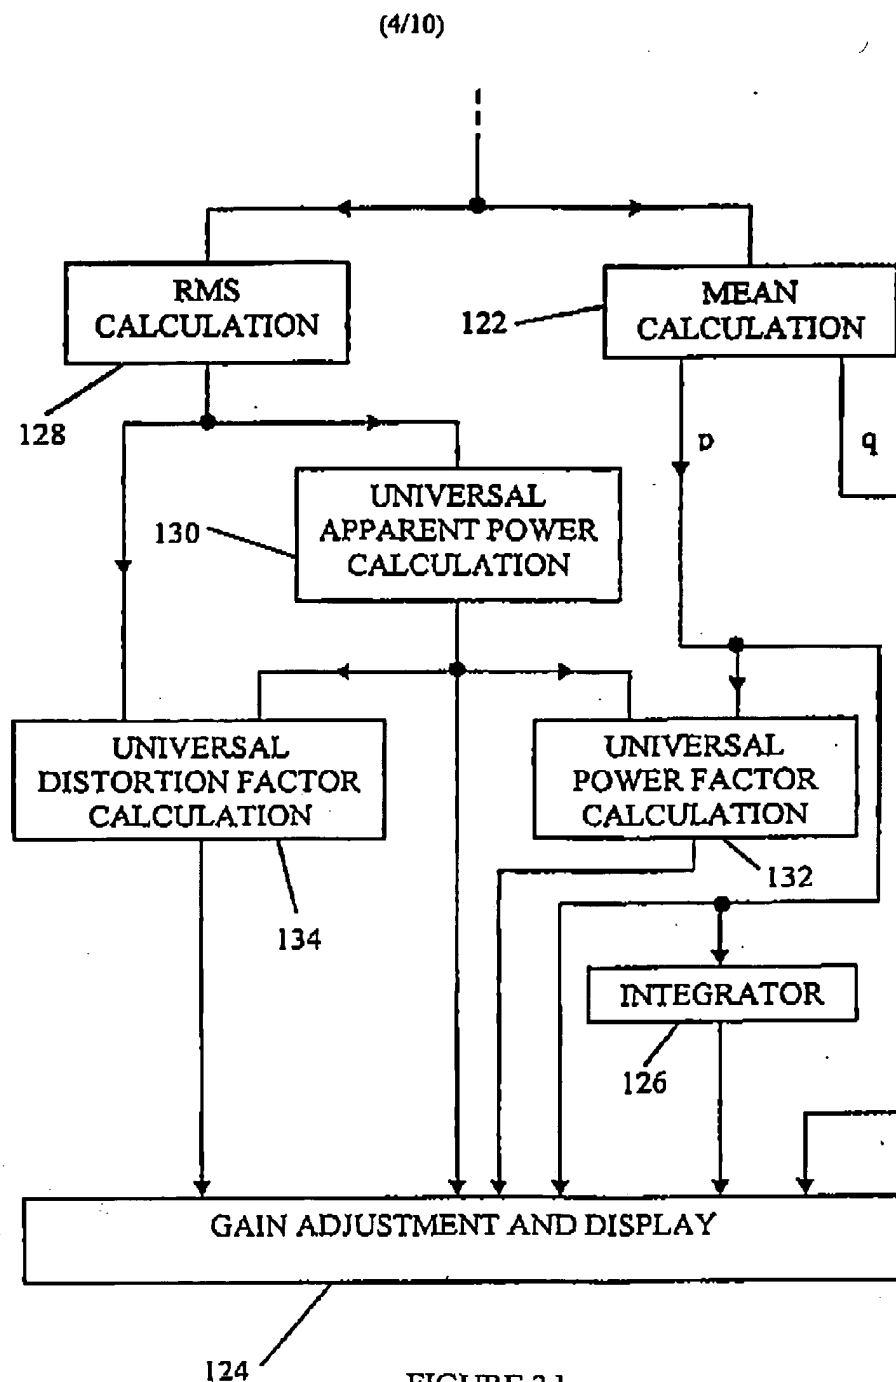 (4/10)
RMS
CALCULATION
MEAN
CALCULATION
122
128
p
q
UNIVERSAL
APPARENT POWER
CALCULATION
130
UNIVERSAL
DISTORTION FACTOR
CALCULATION
UNIVERSAL
POWER FACTOR
CALCULATION
132
134
INTEGRATOR
126
GAIN ADJUSTMENT AND DISPLAY
124